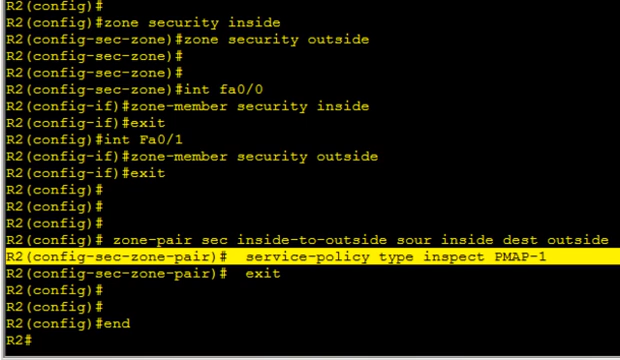 R2(config)#
R2(config)#zone security inside
R2(config-sec-zone)#zone security outside
R2(config-sec-zone)#
R2(config-sec-zone)#
R2(config-sec-zone)#int fa0/0
R2(config-if)#zone-member security inside
R2(config-if)#exit
R2(config)#int Fa0/1
R2(config-if)#zone-member security outside
R2(config-if)#exit
R2(config)#
R2(config)#
R2(config)#
R2(config)# zone-pair sec inside-to-outside sour inside dest outside
R2(config-sec-zone-pair)#  service-policy type inspect PMAP-1
R2(config-sec-zone-pair)#  exit
R2(config)#
R2(config)#
R2(config)#end
R2#